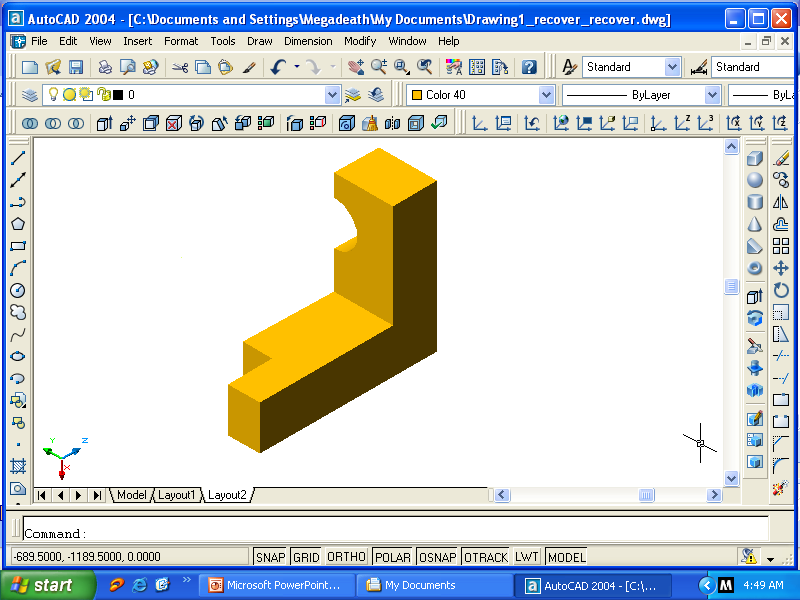 AutoCAD 2004 - [C:\Documents and Settings\Megadeath\My Documents\Drawing1_recover_recover.dwg]
File Edit View Insert Format Tools Draw Dimension Modify Window Help
Standard Standard
0 Color 40 ByLayer ByLa
Y Z
X
Model Layout1 Layout2
Command:
-689.5000, -1189.5000, 0.0000 SNAP GRID ORTHO POLAR OSNAP OTRACK LWT MODEL
start Microsoft PowerPoint... My Documents AutoCAD 2004 - [C:\... M 4:49 AM